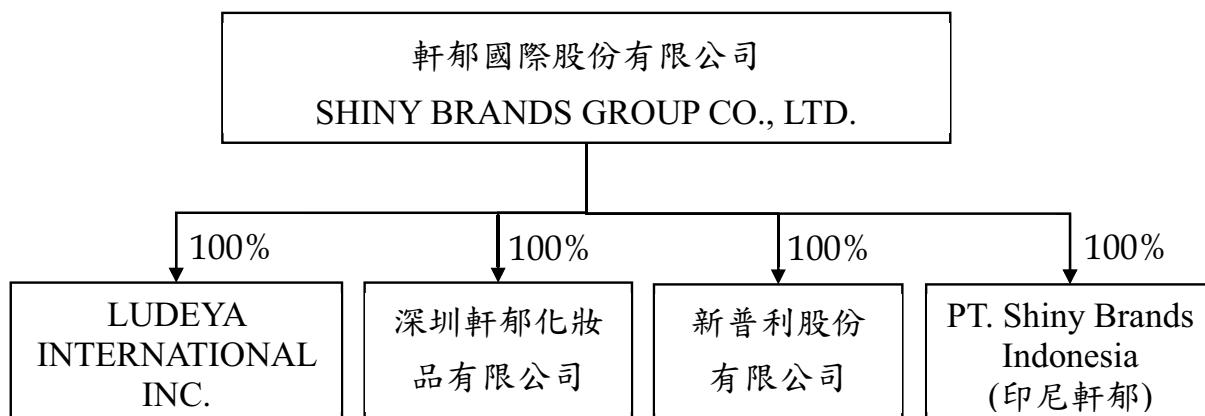 軒郁國際股份有限公司
SHINY BRANDS GROUP CO., LTD.
100%
100%
100%
100%
LUDEYA
INTERNATIONAL
INC.
深圳軒郁化妝
品有限公司
新普利股份
有限公司
PT. Shiny Brands
Indonesia
(印尼軒郁)